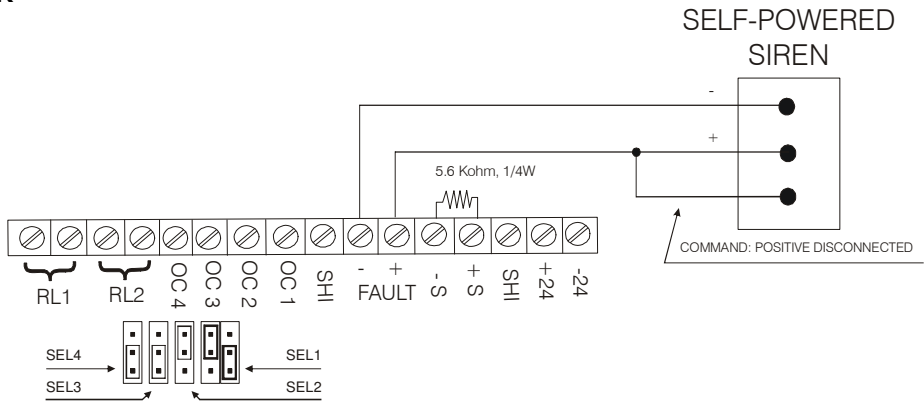 SELF-POWERED
SIREN
-
+
5.6 Kohm, 1/4W
COMMAND: POSITIVE DISCONNECTED
RL1
RL2
OC 4
OC 3
OC 2
OC 1
SHI
- +
FAULT
- S
+ S
SHI
+24
-24
SEL4
SEL1
SEL3
SEL2